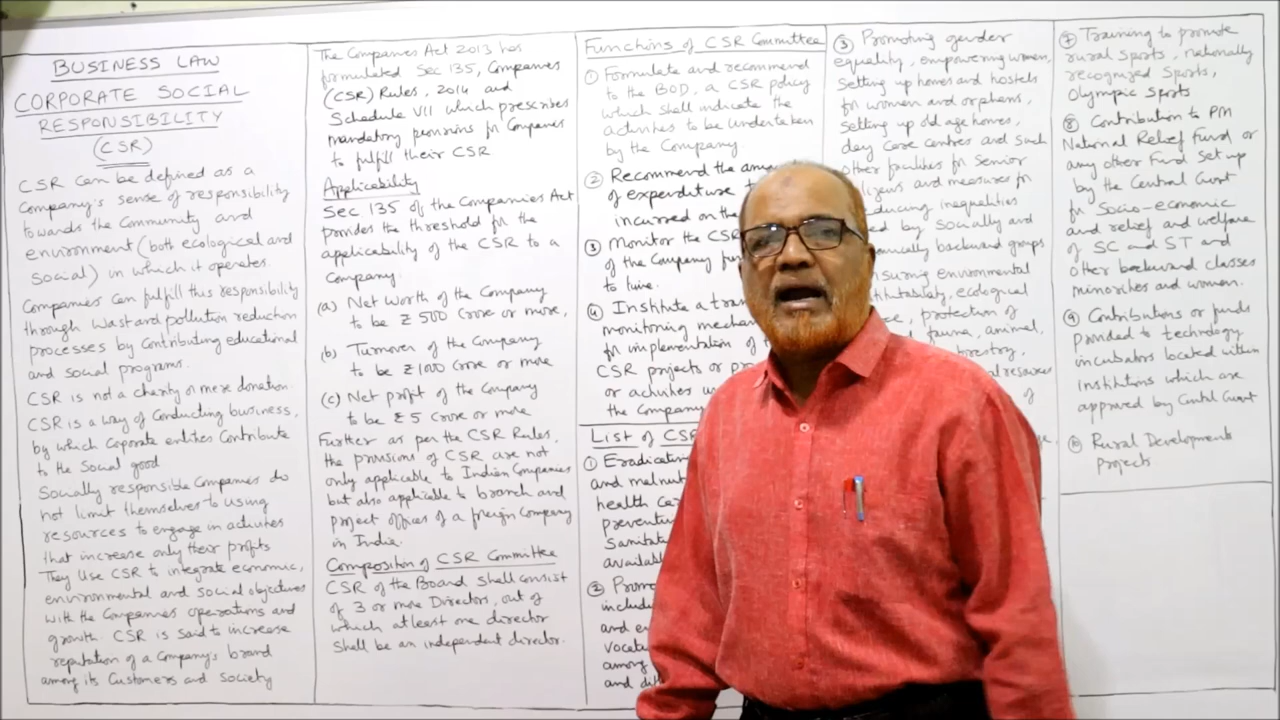 BUSINESS LAW
CORPORATE SOCIAL
RESPONSIBILITY
(CSR)
CSR can be defined as a
Company's sense of responsibility
towards the Community and
environment (both ecological and
social) in which it operates.
Companies can fulfill this responsibility
through waste and pollution reduction
processes by contributing educational
and social programs.
CSR is not a charity or mere donation.
CSR is a way of conducting business,
by which Corporate entities Contribute
to the Social good
Socially responsible Companies do
not limit themselves to using
resources to engage in activities
that increase only their profits
They use CSR to integrate economic,
environmental and social objectives
with the Companies operations and
growth. CSR is said to increase
reputation of a Company's brand
among its Customers and Society
The Companies Act 2013 has
formulated Sec 135, Companies
(CSR) Rules, 2014 and
Schedule VII which prescribes
mandatory provisions for Companies
to fulfill their CSR
Applicability
Sec 135 of the Companies Act
provides the threshold for the
applicability of the CSR to a
Company.
(a) Net worth of the Company
to be ₹ 500 Crore or more,
(b) Turnover of the Company
to be ₹ 1000 Crore or more
(c) Net profit of the Company
to be ₹ 5 Crore or more
Further as per the CSR Rules,
the provisions of CSR are not
only applicable to Indian Companies
but also applicable to branch and
project offices of a foreign Company
in India.
Composition of CSR Committee
CSR of the Board shall consist
of 3 or more Directors, out of
which at least one director
shall be an independent director.
Functions of CSR Committee
① Formulate and recommend
to the BOD, a CSR policy
which shall indicate the
activities to be undertaken
by the Company
② Recommend the
of expenditure
incurred on the
③ Monitor the CSR
of the Company
to time.
④ Institute a
monitoring
for implementation of
CSR projects or
or activities
the Company
List of CSR
① Eradicating
and
health
Sanitat
availab
②
includ
and
vocat
among
and
③ Promoting gender
equality, empowering women,
Setting up homes and hostels
for women and orphans,
Setting up old age homes,
day care centres and such
other facilities for Senior
and measures for
inequalities
by Socially and
backward groups
environmental
ecological
protection of
fauna, animal,
of
⑦ Training to promote
rural sports, nationally
recognized Sports,
Olympic Sports
⑧ Contribution to PM
National Relief Fund or
any other Fund set up
by the Central Govt
for Socio-economic
and relief and welfare
of SC and ST and
other backward classes
minorities and women.
⑨ Contributions or funds
provided to technology
incubators located within
institutions which are
approved by Centl Govt
⑩ Rural Development
projects